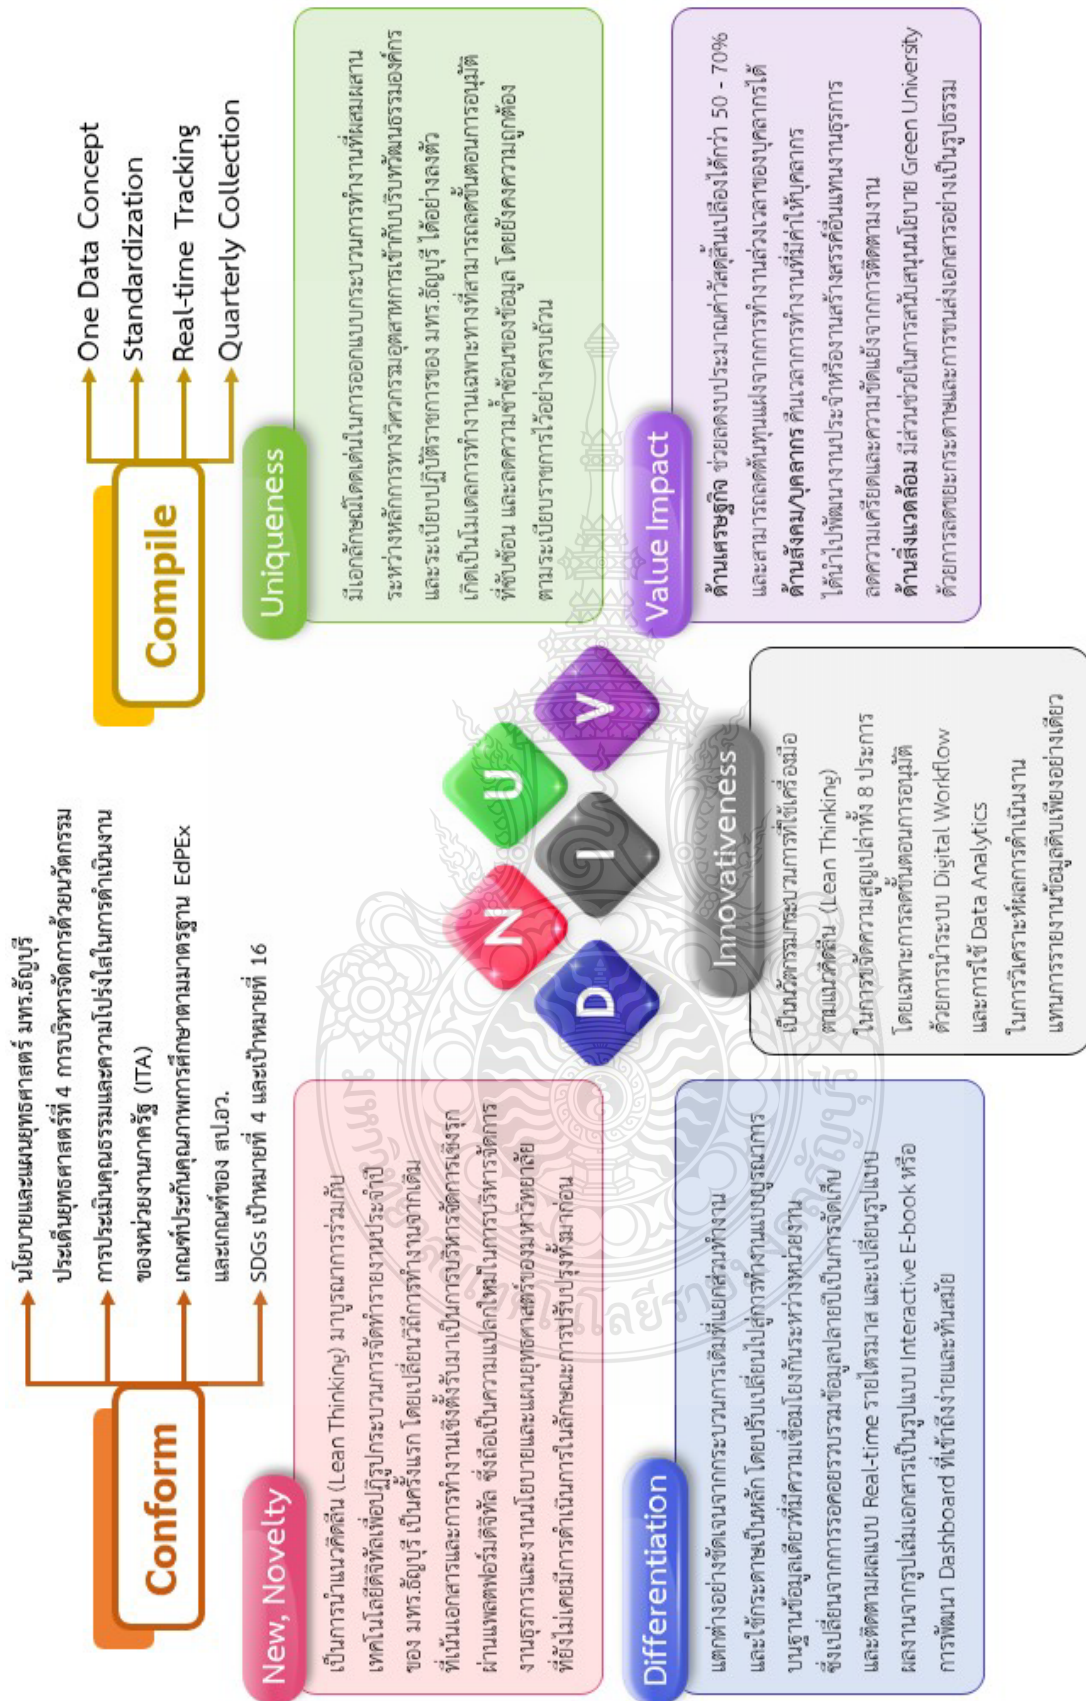 Conform
นโยบายและแผนยุทธศาสตร์ มทร.ธัญบุรี
ประเด็นยุทธศาสตร์ที่ 4 การบริหารจัดการด้วยนวัตกรรม
การประเมินคุณธรรมและความโปร่งใสในการดำเนินงาน
ของหน่วยงานภาครัฐ (ITA)
เกณฑ์ประกันคุณภาพการศึกษาตามมาตรฐาน EdPEx
และเกณฑ์ของ สป.อว.
SDGs เป้าหมายที่ 4 และเป้าหมายที่ 16
Compile
One Data Concept
Standardization
Real-time Tracking
Quarterly Collection
New, Novelty
เป็นการนำแนวคิดลีน (Lean Thinking) มาบูรณาการร่วมกับ
เทคโนโลยีดิจิทัลเพื่อปฏิรูปกระบวนการจัดทำรายงานประจำปี
ของ มทร.ธัญบุรี เป็นครั้งแรก โดยเปลี่ยนวิถีการทำงานจากเดิม
ที่เน้นเอกสารและการทำงานเชิงตั้งรับมาเป็นการบริหารจัดการเชิงรุก
ผ่านแพลตฟอร์มดิจิทัล ซึ่งถือเป็นความแปลกใหม่ในการบริหารจัดการ
งานธุรการและงานนโยบายและแผนยุทธศาสตร์ของมหาวิทยาลัย
ที่ยังไม่เคยมีการดำเนินการในลักษณะการปรับปรุงทั้งมาก่อน
Uniqueness
มีเอกลักษณ์โดดเด่นในการออกแบบกระบวนการทำงานที่ผสมผสาน
ระหว่างหลักการทางวิศวกรรมอุตสาหการเข้ากับบริบทวัฒนธรรมองค์กร
และระเบียบปฏิบัติราชการของ มทร.ธัญบุรี ได้อย่างลงตัว
เกิดเป็นโมเดลการทำงานเฉพาะทางที่สามารถลดขั้นตอนการอนุมัติ
ที่ซับซ้อน และลดความซ้ำซ้อนของข้อมูล โดยยังคงความถูกต้อง
ตามระเบียบราชการไว้อย่างครบถ้วน
N
U
D
I
V
Differentiation
แตกต่างอย่างชัดเจนจากกระบวนการเดิมที่แยกส่วนทำงาน
และใช้กระดาษเป็นหลัก โดยปรับเปลี่ยนไปสู่การทำงานแบบบูรณาการ
บนฐานข้อมูลเดียวที่มีความเชื่อมโยงกันระหว่างหน่วยงาน
ซึ่งเปลี่ยนจากการรอคอยรวบรวมข้อมูลปลายปีเป็นการจัดเก็บ
และติดตามผลแบบ Real-time รายไตรมาส และเปลี่ยนรูปแบบ
ผลงานจากรูปเล่มเอกสารเป็นรูปแบบ Interactive E-book หรือ
การพัฒนา Dashboard ที่เข้าถึงง่ายและทันสมัย
Innovativeness
เป็นนวัตกรรมกระบวนการที่ใช้เครื่องมือ
ตามแนวคิดลีน (Lean Thinking)
ในการขจัดความสูญเปล่าทั้ง 8 ประการ
โดยเฉพาะการลดขั้นตอนการอนุมัติ
ด้วยการนำระบบ Digital Workflow
และการใช้ Data Analytics
ในการวิเคราะห์ผลการดำเนินงาน
แทนการรายงานข้อมูลดิบเพียงอย่างเดียว
Value Impact
ด้านเศรษฐกิจ ช่วยลดงบประมาณค่าวัสดุสิ้นเปลืองได้กว่า 50 - 70%
และสามารถลดต้นทุนแฝงจากการทำงานล่วงเวลาของบุคลากรได้
ด้านสังคม/บุคลากร คืนเวลาการทำงานที่มีค่าให้บุคลากร
ได้นำไปพัฒนางานประจำหรืองานสร้างสรรค์อื่นแทนงานธุรการ
ลดความเครียดและความขัดแย้งจากการติดตามงาน
ด้านสิ่งแวดล้อม มีส่วนช่วยในการสนับสนุนนโยบาย Green University
ด้วยการลดขยะกระดาษและการขนส่งเอกสารอย่างเป็นรูปธรรม
มหาวิทยาลัยเทคโนโลยีราชมงคลธัญบุรี